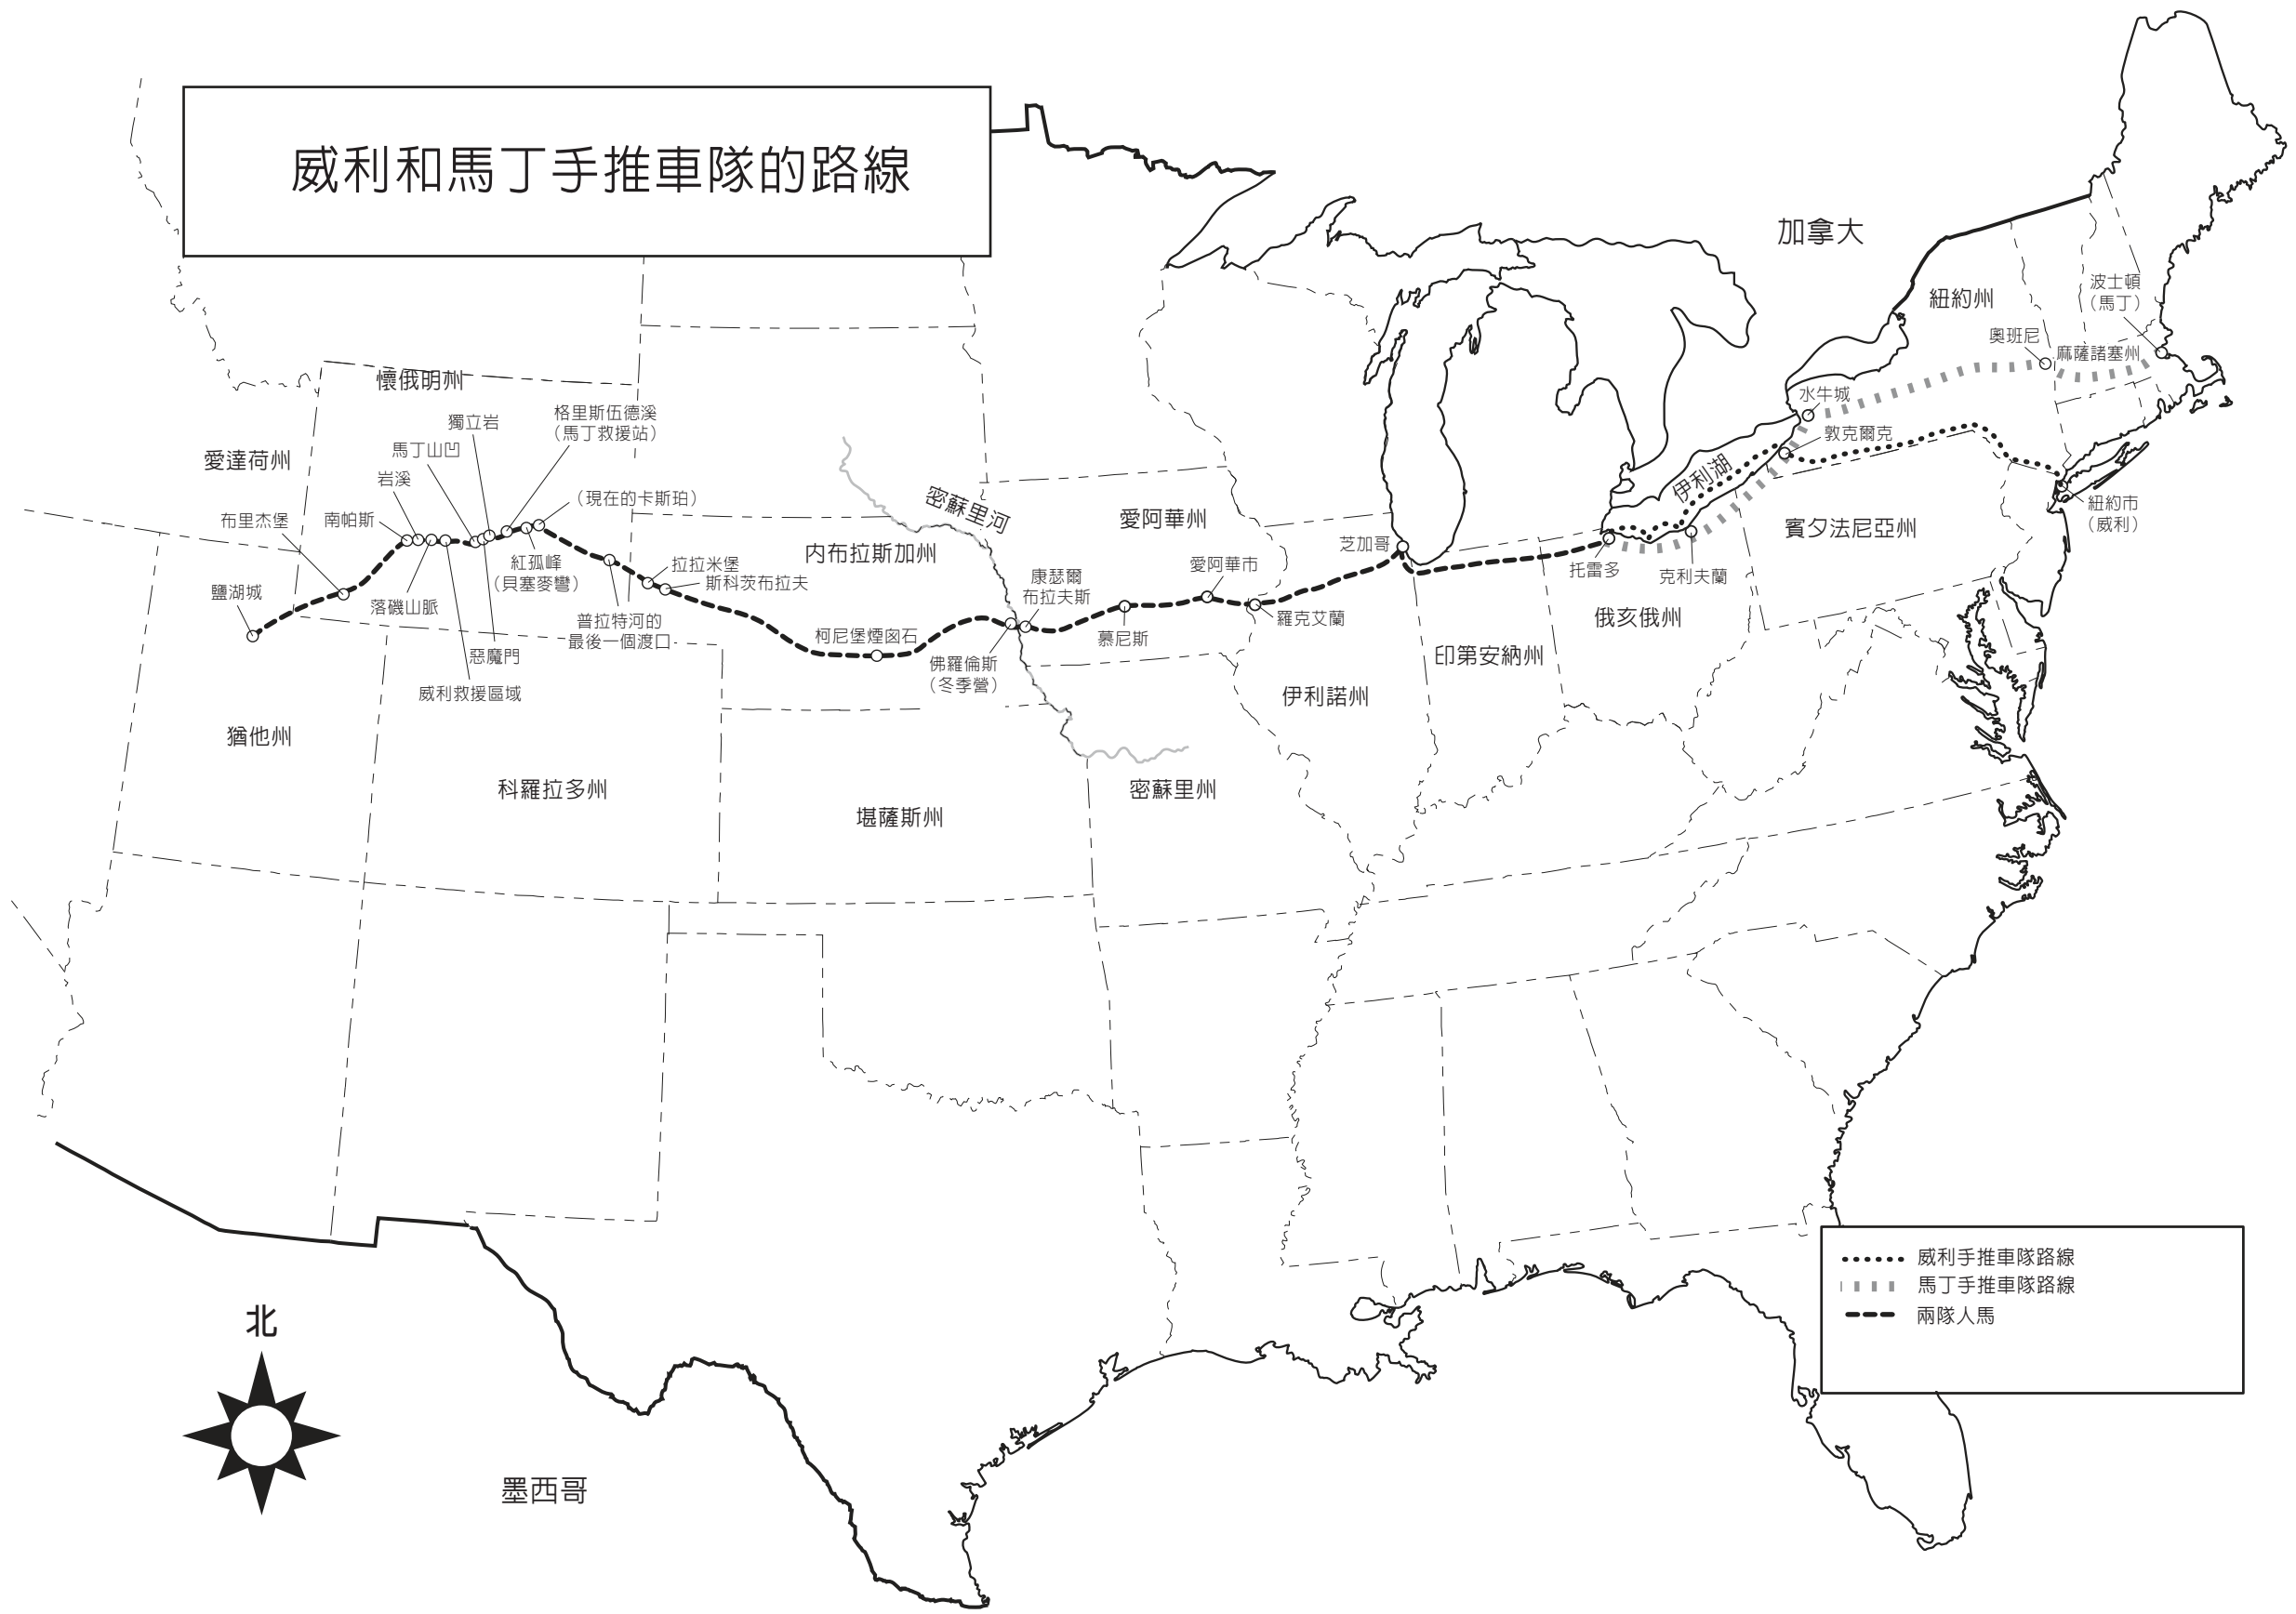 威利和馬丁手推車隊的路線
加拿大
紐約州
波士頓
（馬丁）
奧班尼
麻薩諸塞州
水牛城
敦克爾克
伊利湖
紐約市
（威利）
賓夕法尼亞州
克利夫蘭
托雷多
俄亥俄州
印第安納州
芝加哥
伊利諾州
羅克艾蘭
愛阿華市
愛阿華州
慕尼斯
康瑟爾
布拉夫斯
佛羅倫斯
（冬季營）
密蘇里河
密蘇里州
內布拉斯加州
柯尼堡煙囪石
堪薩斯州
斯科茨布拉夫
拉拉米堡
普拉特河的
最後一個渡口
（現在的卡斯珀）
紅孤峰
（貝塞麥彎）
格里斯伍德溪
（馬丁救援站）
獨立岩
惡魔門
馬丁山凹
威利救援區域
落磯山脈
岩溪
南帕斯
懷俄明州
愛達荷州
布里杰堡
鹽湖城
猶他州
科羅拉多州
北
墨西哥
威利手推車隊路線
馬丁手推車隊路線
兩隊人馬